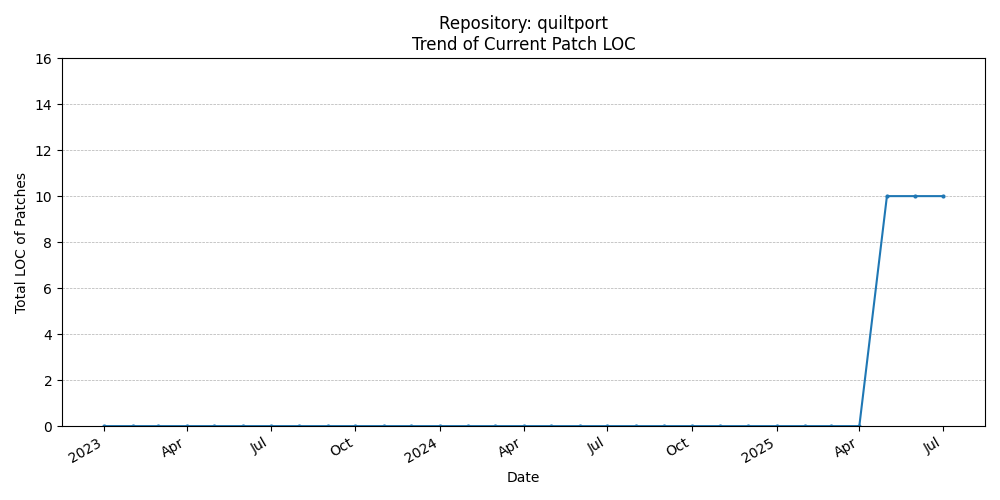 Repository: quiltport
Trend of Current Patch LOC
16
14
12
10
8
6
4
2
0
Total LOC of Patches
2023
Apr
Jul
Oct
2024
Apr
Jul
Oct
2025
Apr
Jul
Date